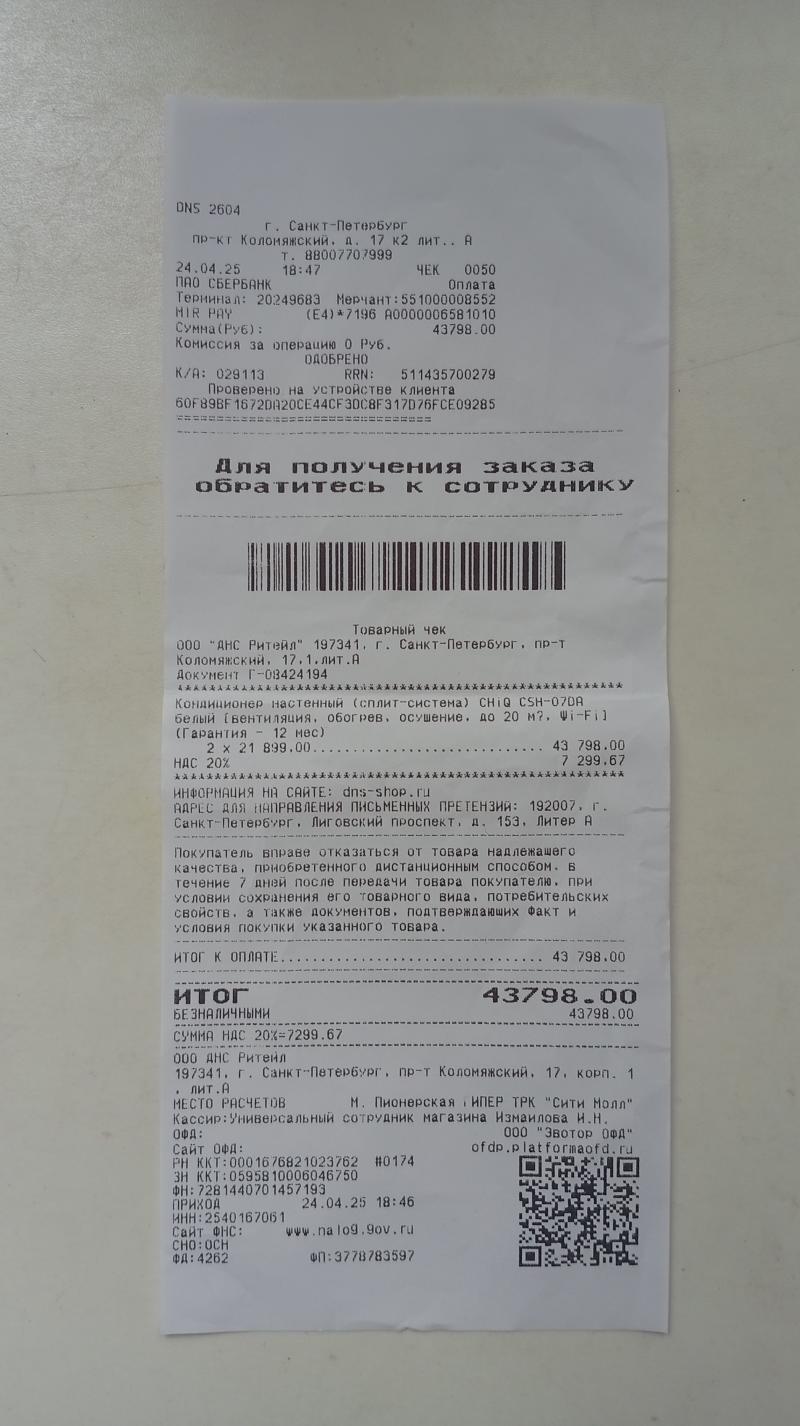 DNS 2604
г. Санкт-Петербург
пр-кт Коломяжский, д. 17 к2 лит.. А
т. 88007707999
24.04.25 18:47 ЧЕК 0050
ПАО СБЕРБАНК Оплата
Терминал: 20249683 Мерчант:551000008552
MIR PAY (E4)*7196 A0000006581010
Сумма(Руб): 43798.00
Комиссия за операцию 0 Руб.
ОДОБРЕНО
К/А: 029113 RRN: 511435700279
Проверено на устройстве клиента
60F89BF1672DA20CE44CF3DC8F317D76FCE09285
================================
Для получения заказа
обратитесь к сотруднику
Товарный чек
ООО "ДНС Ритейл" 197341, г. Санкт-Петербург, пр-т
Коломяжский, 17,1,лит.А
Документ Г-08424194
Кондиционер настенный (сплит-система) CHiQ CSH-07DA
белый [вентиляция, обогрев, осушение, до 20 м?, Wi-Fi]
(Гарантия - 12 мес)
2 x 21 899.00........................... 43 798.00
НДС 20% 7 299.67
ИНФОРМАЦИЯ НА САЙТЕ: dns-shop.ru
АДРЕС ДЛЯ НАПРАВЛЕНИЯ ПИСЬМЕННЫХ ПРЕТЕНЗИЙ: 192007, г.
Санкт-Петербург, Лиговский проспект, д. 153, Литер А
Покупатель вправе отказаться от товара надлежащего
качества, приобретенного дистанционным способом, в
течение 7 дней после передачи товара покупателю, при
условии сохранения его товарного вида, потребительских
свойств, а также документов, подтверждающих факт и
условия покупки указанного товара.
ИТОГ К ОПЛАТЕ............................... 43 798.00
ИТОГ 43798.00
БЕЗНАЛИЧНЫМИ 43798.00
СУММА НДС 20%=7299.67
ООО ДНС Ритейл
197341, г. Санкт-Петербург, пр-т Коломяжский, 17, корп. 1
, лит.А
МЕСТО РАСЧЕТОВ М. Пионерская ГИПЕР ТРК "Сити Молл"
Кассир:Универсальный сотрудник магазина Измаилова И.Н.
ОФД: ООО "Эвотор ОФД"
Сайт ОФД: ofdp.platformaofd.ru
РН ККТ:0001676821023762 #0174
ЗН ККТ:0595810006046750
ФН:7281440701457193
ПРИХОД 24.04.25 18:46
ИНН:2540167061
Сайт ФНС: www.nalog.gov.ru
СНО:ОСН
ФД:4262 ФП:3778783597